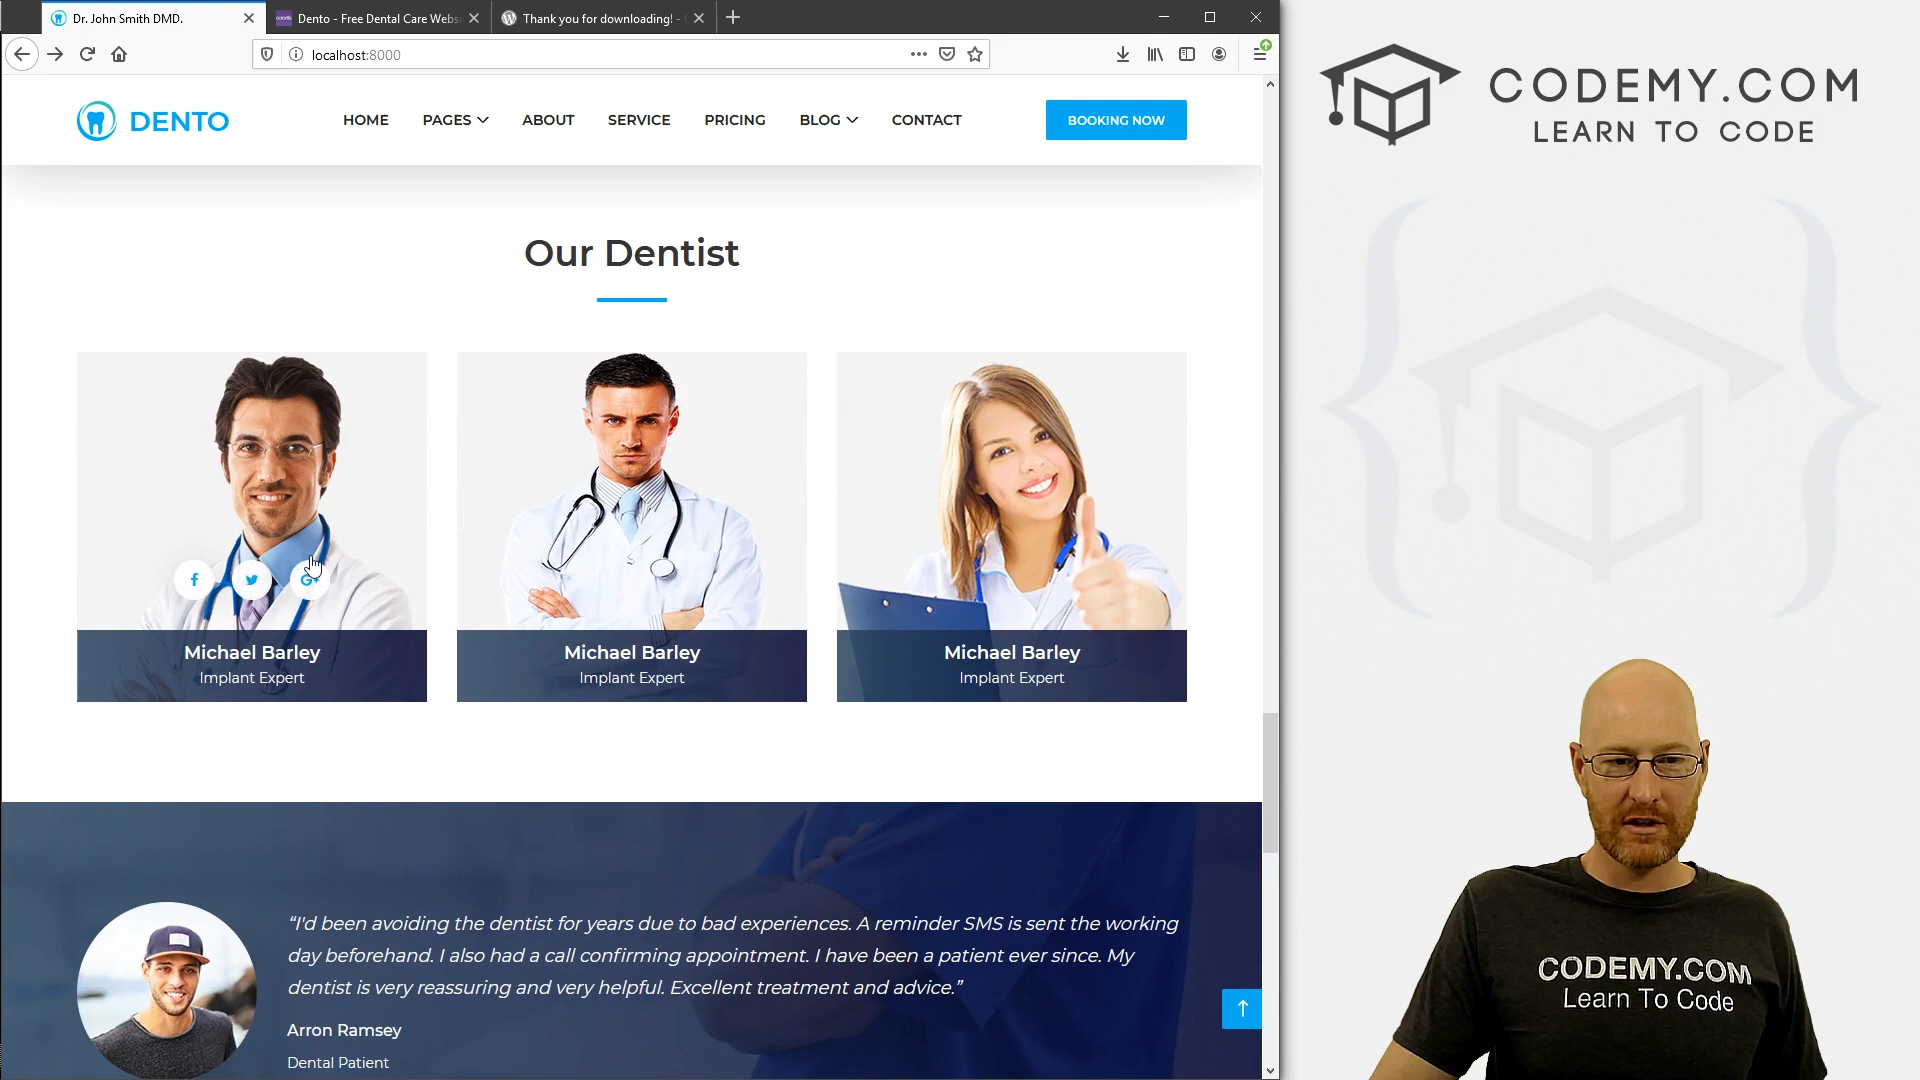 Dr. John Smith DMD.
Dento - Free Dental Care Webs
Thank you for downloading! -
localhost:8000
DENTO
HOME
PAGES
ABOUT
SERVICE
PRICING
BLOG
CONTACT
BOOKING NOW
Our Dentist
Michael Barley
Implant Expert
Michael Barley
Implant Expert
Michael Barley
Implant Expert
“I'd been avoiding the dentist for years due to bad experiences. A reminder SMS is sent the working
day beforehand. I also had a call confirming appointment. I have been a patient ever since. My
dentist is very reassuring and very helpful. Excellent treatment and advice.”
Arron Ramsey
Dental Patient
CODEMY.COM
LEARN TO CODE
CODEMY.COM
Learn To Code